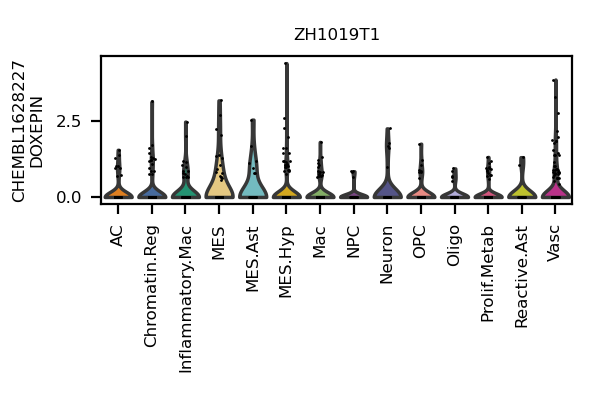 ZH1019T1
CHEMBL1628227
DOXEPIN
2.5
0.0
AC
Chromatin.Reg
Inflammatory.Mac
MES
MES.Ast
MES.Hyp
Mac
NPC
Neuron
OPC
Oligo
Prolif.Metab
Reactive.Ast
Vasc